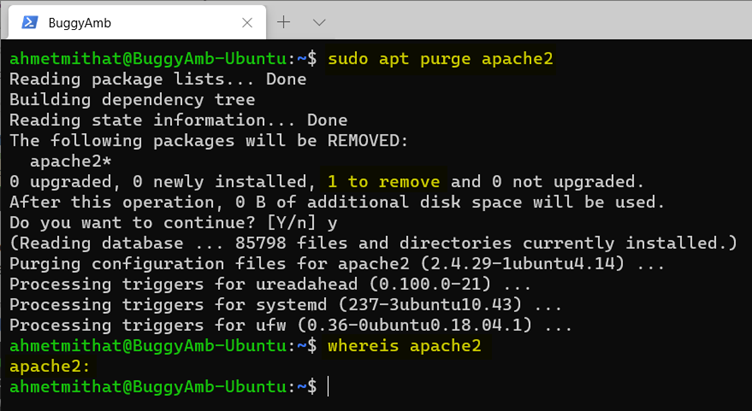 BuggyAmb
ahmetmithat@BuggyAmb-Ubuntu:~$ sudo apt purge apache2
Reading package lists... Done
Building dependency tree
Reading state information... Done
The following packages will be REMOVED:
  apache2*
0 upgraded, 0 newly installed, 1 to remove and 0 not upgraded.
After this operation, 0 B of additional disk space will be used.
Do you want to continue? [Y/n] y
(Reading database ... 85798 files and directories currently installed.)
Purging configuration files for apache2 (2.4.29-1ubuntu4.14) ...
Processing triggers for ureadahead (0.100.0-21) ...
Processing triggers for systemd (237-3ubuntu10.43) ...
Processing triggers for ufw (0.36-0ubuntu0.18.04.1) ...
ahmetmithat@BuggyAmb-Ubuntu:~$ whereis apache2
apache2:
ahmetmithat@BuggyAmb-Ubuntu:~$